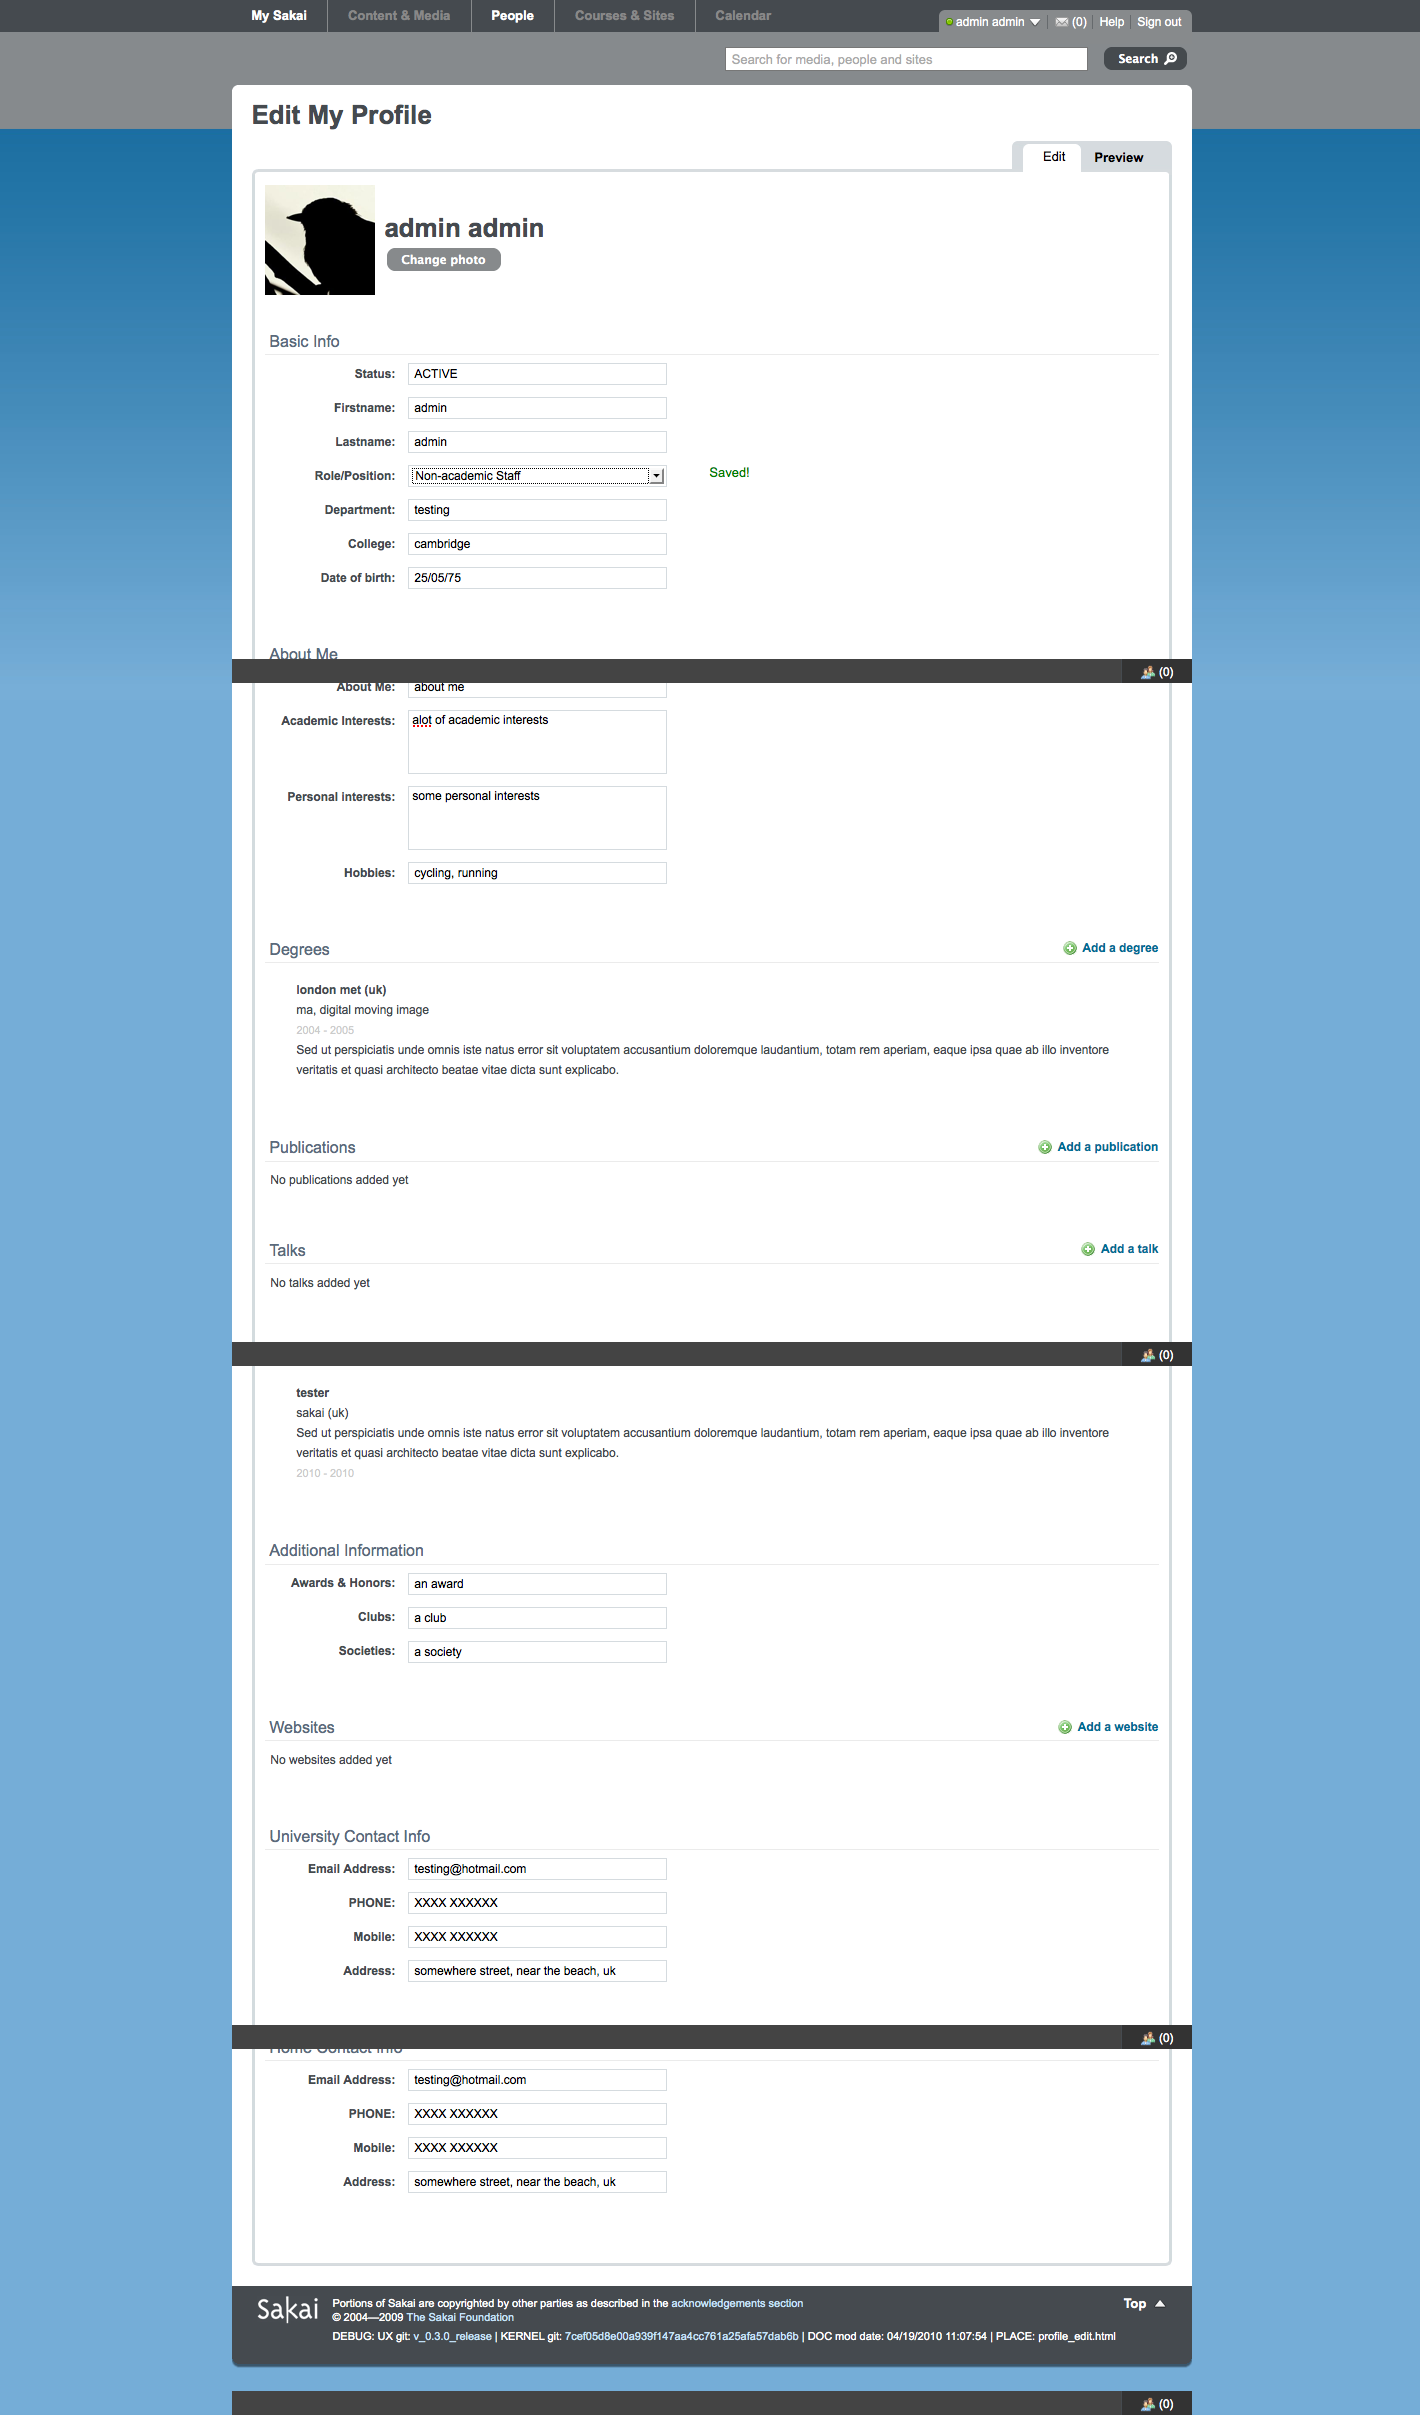 My Sakai
Content & Media
People
Courses & Sites
Calendar
admin admin
(0)
Help
Sign out
Search for media, people and sites
Search
Edit My Profile
Edit
Preview
admin admin
Change photo
Basic Info
Status: ACTIVE
Firstname: admin
Lastname: admin
Role/Position: Non-academic Staff
Saved!
Department: testing
College: cambridge
Date of birth: 25/05/75
About Me
(0)
About Me: about me
Academic Interests: alot of academic interests
Personal interests: some personal interests
Hobbies: cycling, running
Degrees
Add a degree
london met (uk)
ma, digital moving image
2004 - 2005
Sed ut perspiciatis unde omnis iste natus error sit voluptatem accusantium doloremque laudantium, totam rem aperiam, eaque ipsa quae ab illo inventore
veritatis et quasi architecto beatae vitae dicta sunt explicabo.
Publications
Add a publication
No publications added yet
Talks
Add a talk
No talks added yet
(0)
tester
sakai (uk)
Sed ut perspiciatis unde omnis iste natus error sit voluptatem accusantium doloremque laudantium, totam rem aperiam, eaque ipsa quae ab illo inventore
veritatis et quasi architecto beatae vitae dicta sunt explicabo.
2010 - 2010
Additional Information
Awards & Honors: an award
Clubs: a club
Societies: a society
Websites
Add a website
No websites added yet
University Contact Info
Email Address: testing@hotmail.com
PHONE: XXXX XXXXXX
Mobile: XXXX XXXXXX
Address: somewhere street, near the beach, uk
(0)
Home Contact Info
Email Address: testing@hotmail.com
PHONE: XXXX XXXXXX
Mobile: XXXX XXXXXX
Address: somewhere street, near the beach, uk
Sakai
Portions of Sakai are copyrighted by other parties as described in the acknowledgements section
© 2004—2009 The Sakai Foundation
DEBUG: UX git: v_0.3.0_release | KERNEL git: 7cef05d8e00a939f147aa4cc761a25afa57dab6b | DOC mod date: 04/19/2010 11:07:54 | PLACE: profile_edit.html
Top
(0)